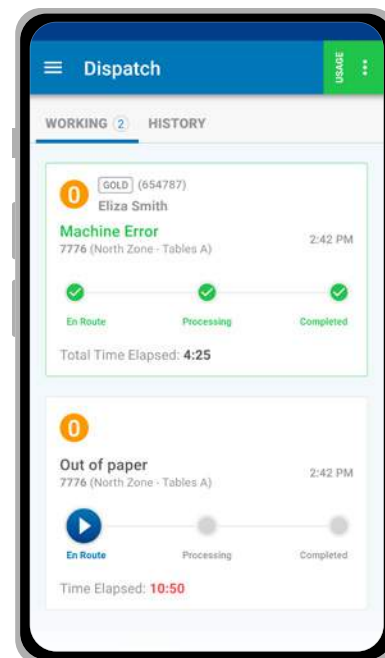 Dispatch
USAGE
WORKING 2 HISTORY
0
GOLD (654787)
Eliza Smith
Machine Error
7776 (North Zone - Tables A)
2:42 PM
En Route Processing Completed
Total Time Elapsed: 4:25
0
Out of paper
7776 (North Zone - Tables A)
2:42 PM
En Route Processing Completed
Time Elapsed: 10:50